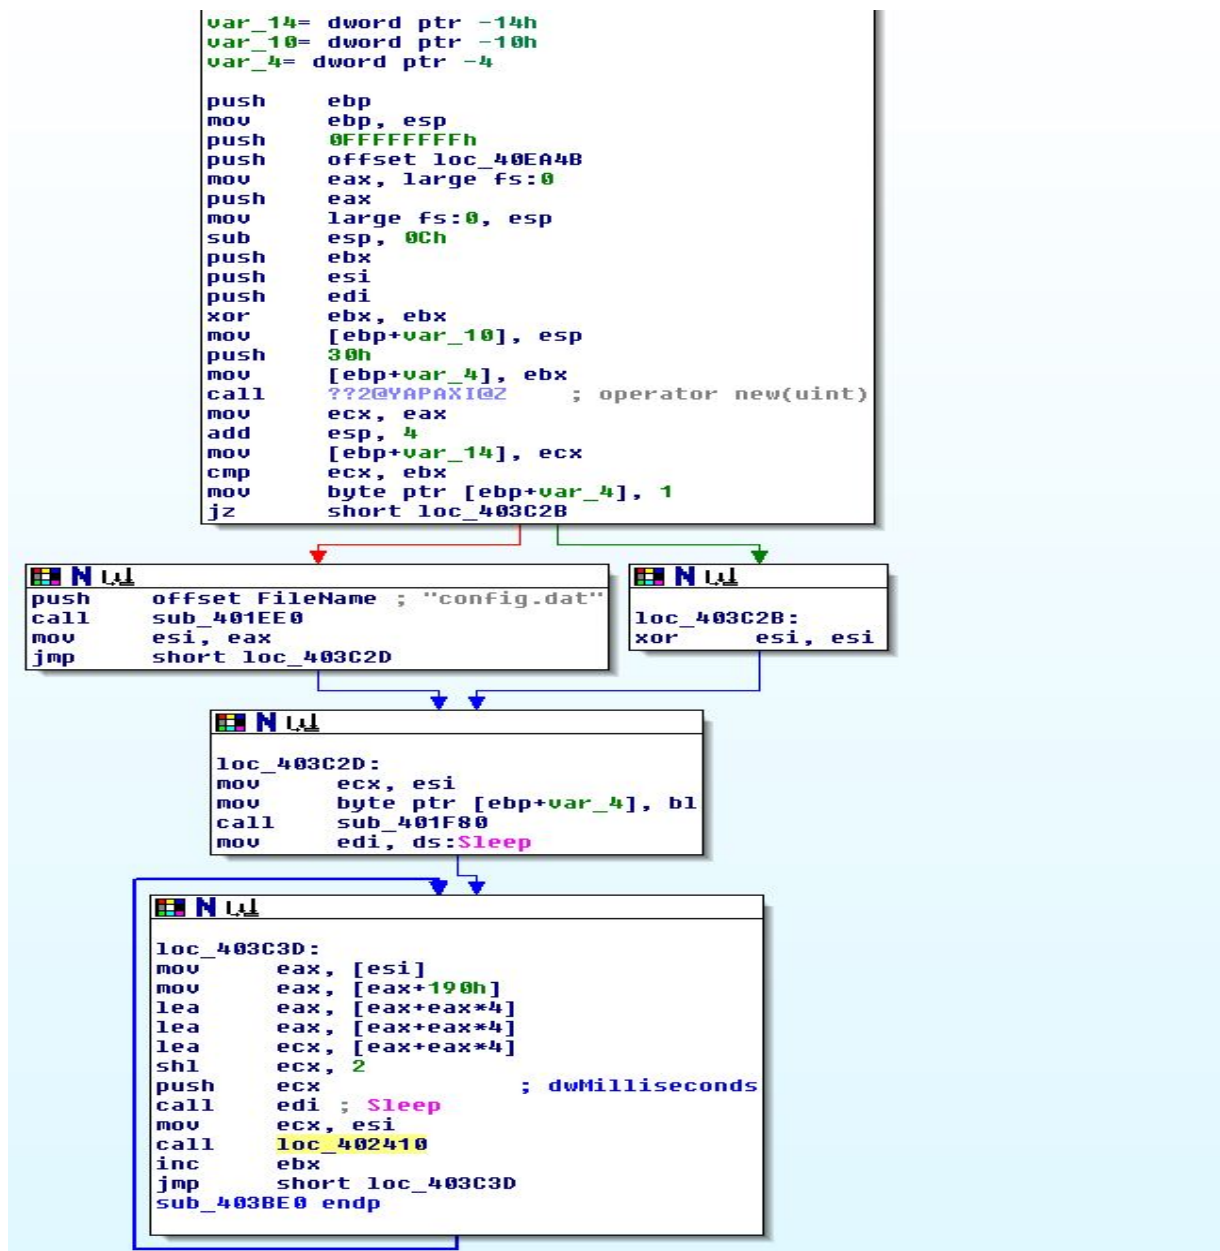 var_14= dword ptr -14h
var_10= dword ptr -10h
var_4= dword ptr -4
push ebp
mov ebp, esp
push 0FFFFFFFFh
push offset loc_40EA4B
mov eax, large fs:0
push eax
mov large fs:0, esp
sub esp, 0Ch
push ebx
push esi
push edi
xor ebx, ebx
mov [ebp+var_10], esp
push 30h
mov [ebp+var_4], ebx
call ??2@YAPAXI@Z ; operator new(uint)
mov ecx, eax
add esp, 4
mov [ebp+var_14], ecx
cmp ecx, ebx
mov byte ptr [ebp+var_4], 1
jz short loc_403C2B
N
push offset FileName ; "config.dat"
call sub_401EE0
mov esi, eax
jmp short loc_403C2D
N
loc_403C2B:
xor esi, esi
N
loc_403C2D:
mov ecx, esi
mov byte ptr [ebp+var_4], bl
call sub_401F80
mov edi, ds:Sleep
N
loc_403C3D:
mov eax, [esi]
mov eax, [eax+190h]
lea eax, [eax+eax*4]
lea eax, [eax+eax*4]
lea ecx, [eax+eax*4]
shl ecx, 2
push ecx ; dwMilliseconds
call edi ; Sleep
mov ecx, esi
call loc_402410
inc ebx
jmp short loc_403C3D
sub_403BE0 endp